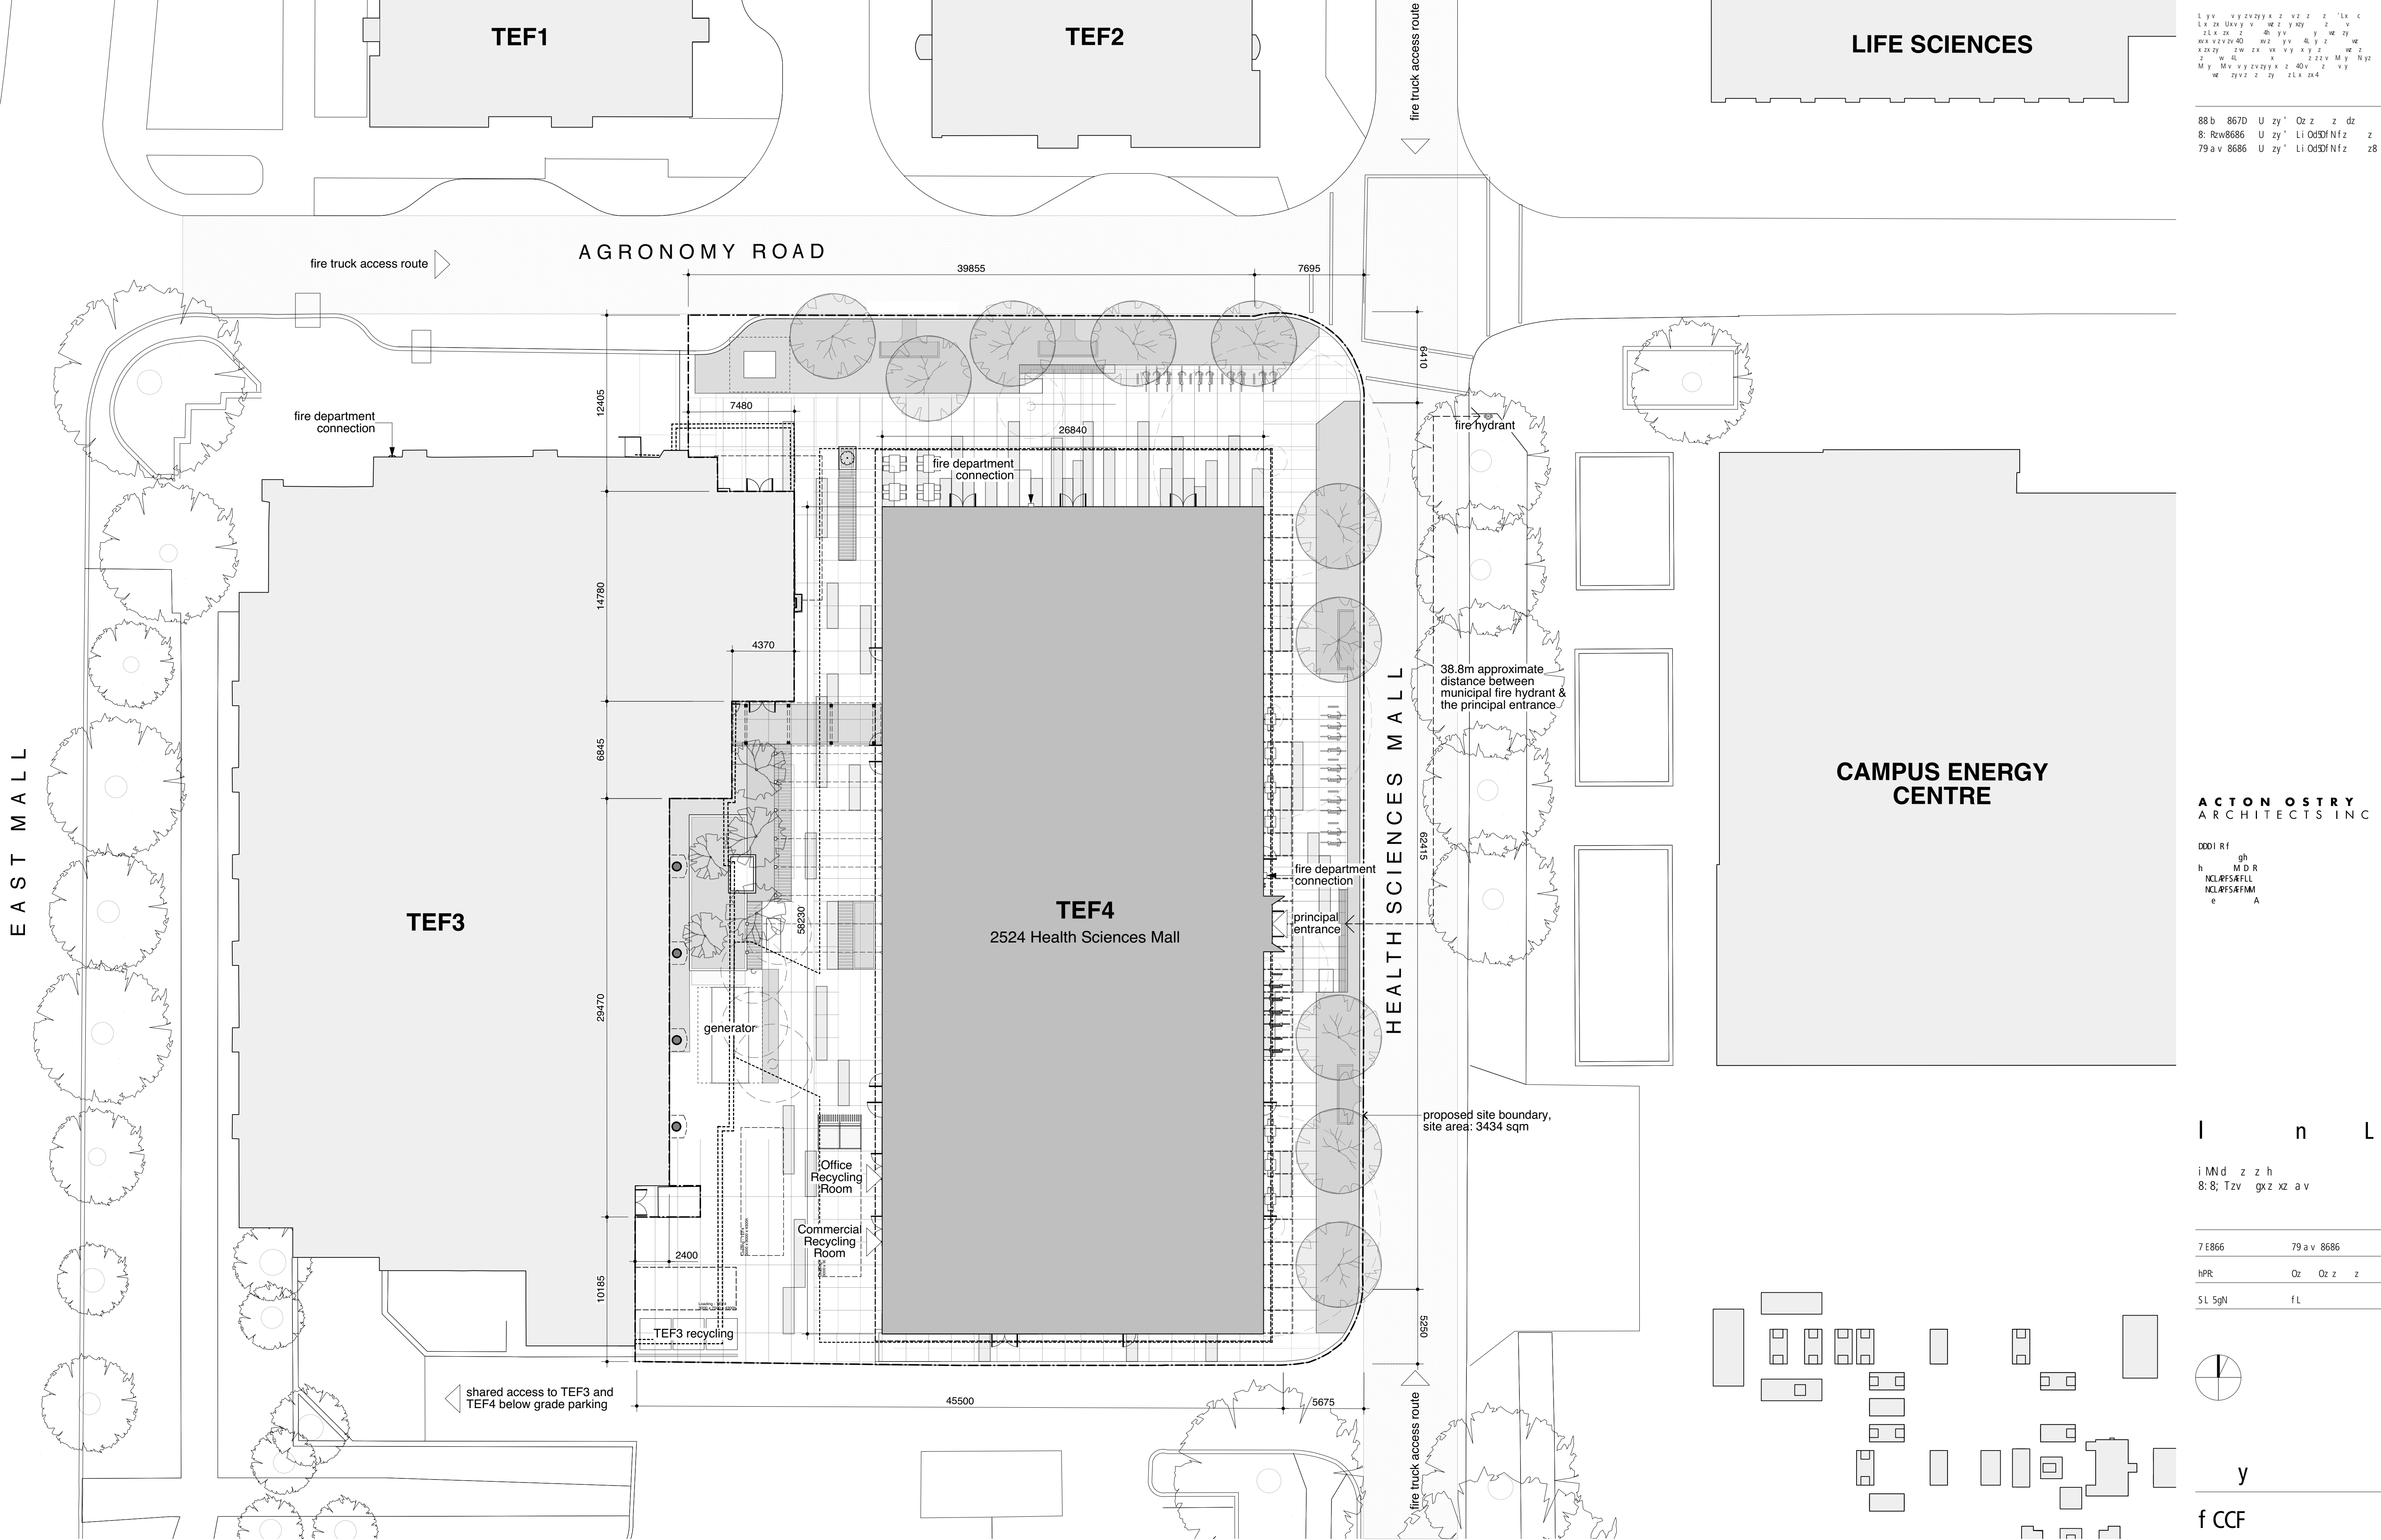 TEF1
TEF2
LIFE SCIENCES
fire truck access route
AGRONOMY ROAD
fire truck access route
39855
7695
12405
6410
7480
26840
fire department
connection
fire department
connection
fire hydrant
14780
4370
38.8m approximate
distance between
municipal fire hydrant &
the principal entrance
6845
EAST MALL
HEALTH SCIENCES MALL
62415
CAMPUS ENERGY
CENTRE
ACTON OSTRY
ARCHITECTS INC
fire department
connection
TEF3
58230
TEF4
2524 Health Sciences Mall
principal
entrance
29470
generator
proposed site boundary,
site area: 3434 sqm
Office
Recycling
Room
Commercial
Recycling
Room
2400
10185
TEF3 recycling
5250
shared access to TEF3 and
TEF4 below grade parking
45500
5675
fire truck access route